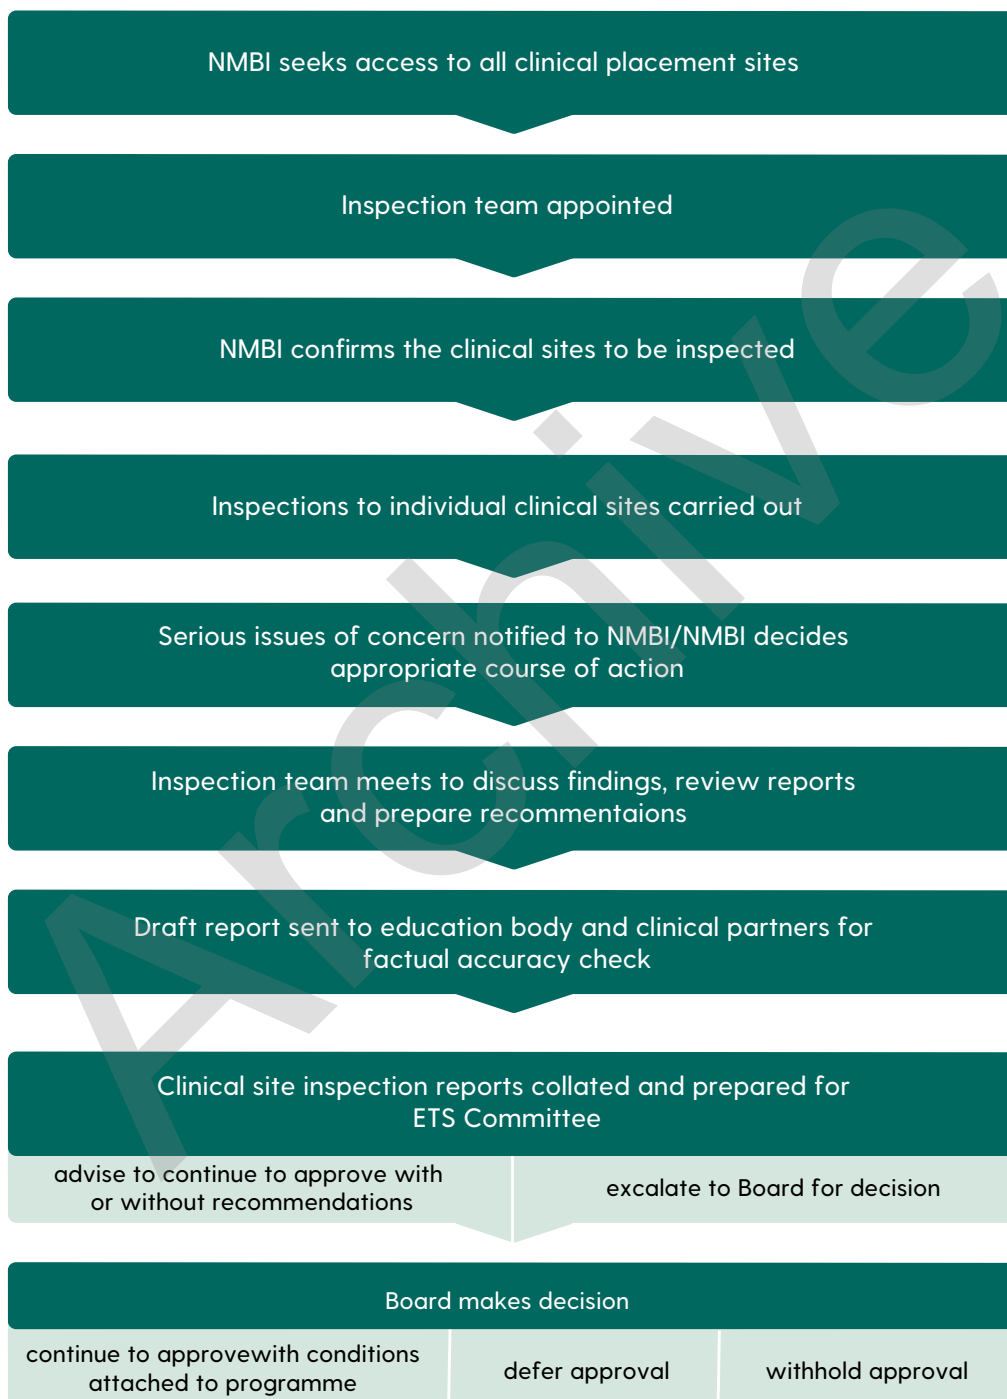 NMBI seeks access to all clinical placement sites
Inspection team appointed
NMBI confirms the clinical sites to be inspected
Inspections to individual clinical sites carried out
Serious issues of concern notified to NMBI/NMBI decides
appropriate course of action
Inspection team meets to discuss findings, review reports
and prepare recommentaions
Draft report sent to education body and clinical partners for
factual accuracy check
Clinical site inspection reports collated and prepared for
ETS Committee
advise to continue to approve with
or without recommendations
excalate to Board for decision
Board makes decision
continue to approvewith conditions
attached to programme
defer approval
withhold approval
Archive